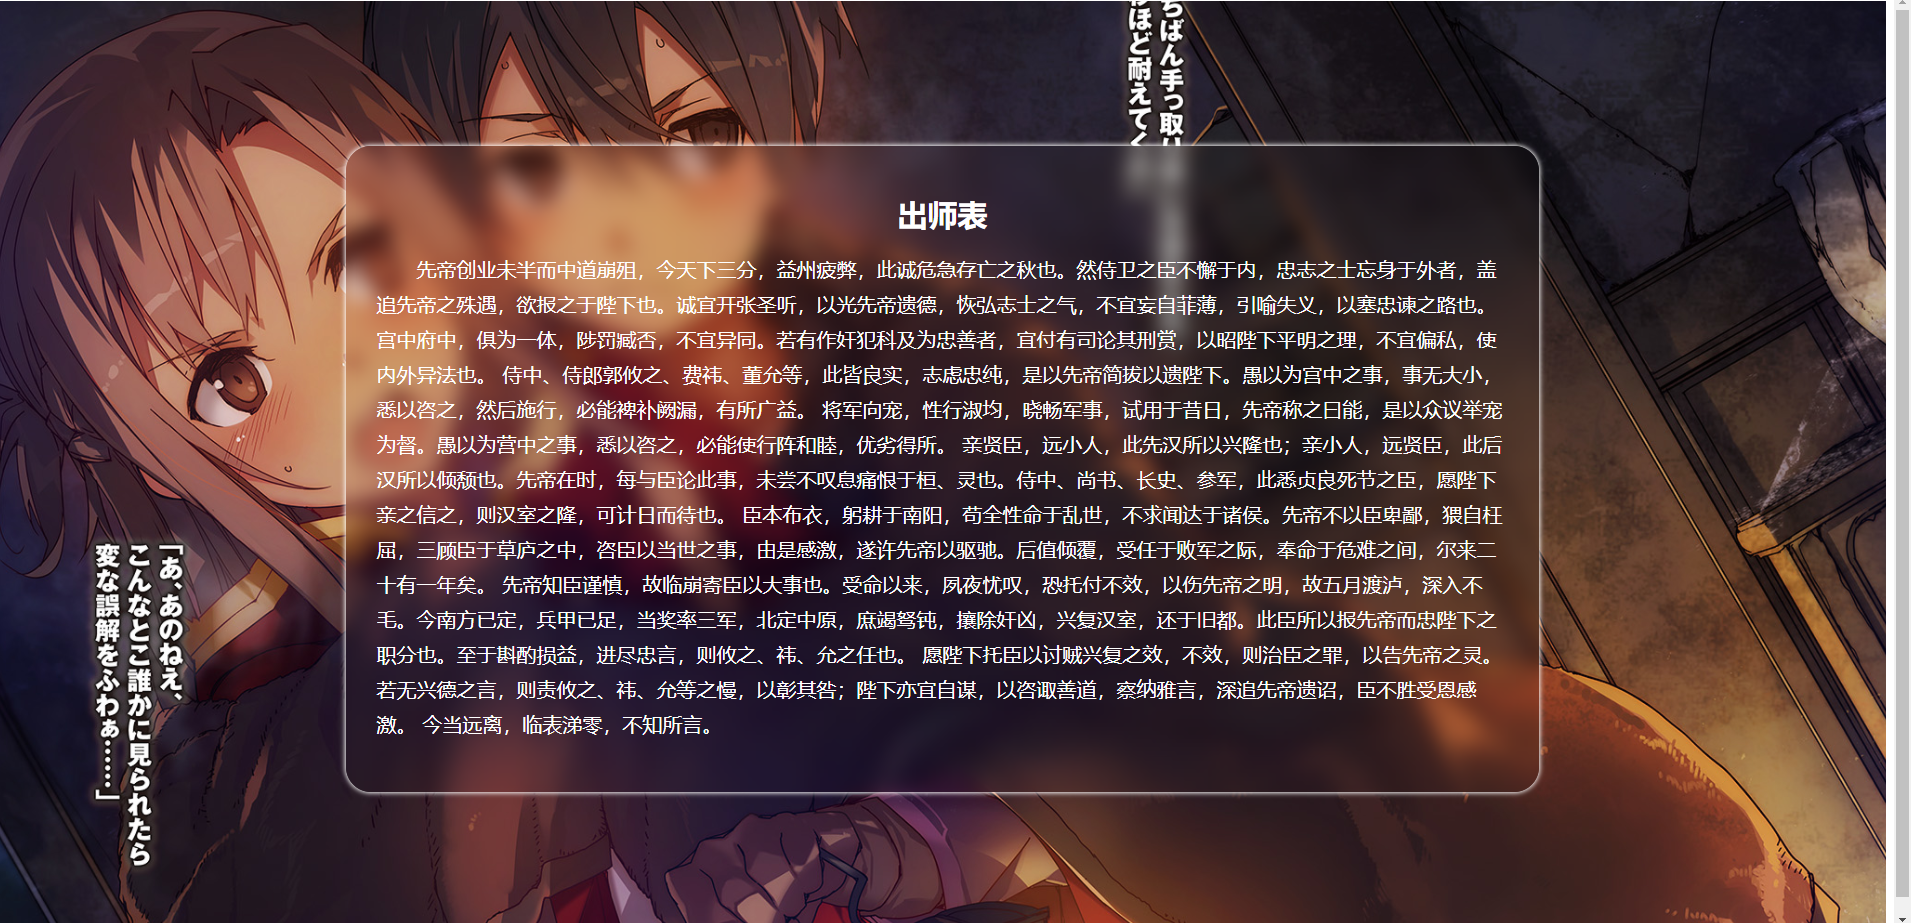 ちばん手っ取い
ほど耐えてく
出师表
先帝创业未半而中道崩殂，今天下三分，益州疲弊，此诚危急存亡之秋也。然侍卫之臣不懈于内，忠志之士忘身于外者，盖
追先帝之殊遇，欲报之于陛下也。诚宜开张圣听，以光先帝遗德，恢弘志士之气，不宜妄自菲薄，引喻失义，以塞忠谏之路也。
宫中府中，俱为一体，陟罚臧否，不宜异同。若有作奸犯科及为忠善者，宜付有司论其刑赏，以昭陛下平明之理，不宜偏私，使
内外异法也。 侍中、侍郎郭攸之、费祎、董允等，此皆良实，志虑忠纯，是以先帝简拔以遗陛下。愚以为宫中之事，事无大小，
悉以咨之，然后施行，必能裨补阙漏，有所广益。 将军向宠，性行淑均，晓畅军事，试用于昔日，先帝称之曰能，是以众议举宠
为督。愚以为营中之事，悉以咨之，必能使行阵和睦，优劣得所。 亲贤臣，远小人，此先汉所以兴隆也；亲小人，远贤臣，此后
汉所以倾颓也。先帝在时，每与臣论此事，未尝不叹息痛恨于桓、灵也。侍中、尚书、长史、参军，此悉贞良死节之臣，愿陛下
亲之信之，则汉室之隆，可计日而待也。 臣本布衣，躬耕于南阳，苟全性命于乱世，不求闻达于诸侯。先帝不以臣卑鄙，猥自枉
屈，三顾臣于草庐之中，咨臣以当世之事，由是感激，遂许先帝以驱驰。后值倾覆，受任于败军之际，奉命于危难之间，尔来二
十有一年矣。 先帝知臣谨慎，故临崩寄臣以大事也。受命以来，夙夜忧叹，恐托付不效，以伤先帝之明，故五月渡泸，深入不
毛。今南方已定，兵甲已足，当奖率三军，北定中原，庶竭驽钝，攘除奸凶，兴复汉室，还于旧都。此臣所以报先帝而忠陛下之
职分也。至于斟酌损益，进尽忠言，则攸之、祎、允之任也。 愿陛下托臣以讨贼兴复之效，不效，则治臣之罪，以告先帝之灵。
若无兴德之言，则责攸之、祎、允等之慢，以彰其咎；陛下亦宜自谋，以咨诹善道，察纳雅言，深追先帝遗诏，臣不胜受恩感
激。 今当远离，临表涕零，不知所言。
「あ、あのねえ、
こんなとこ誰かに見られたら
変な誤解をふわぁ……」